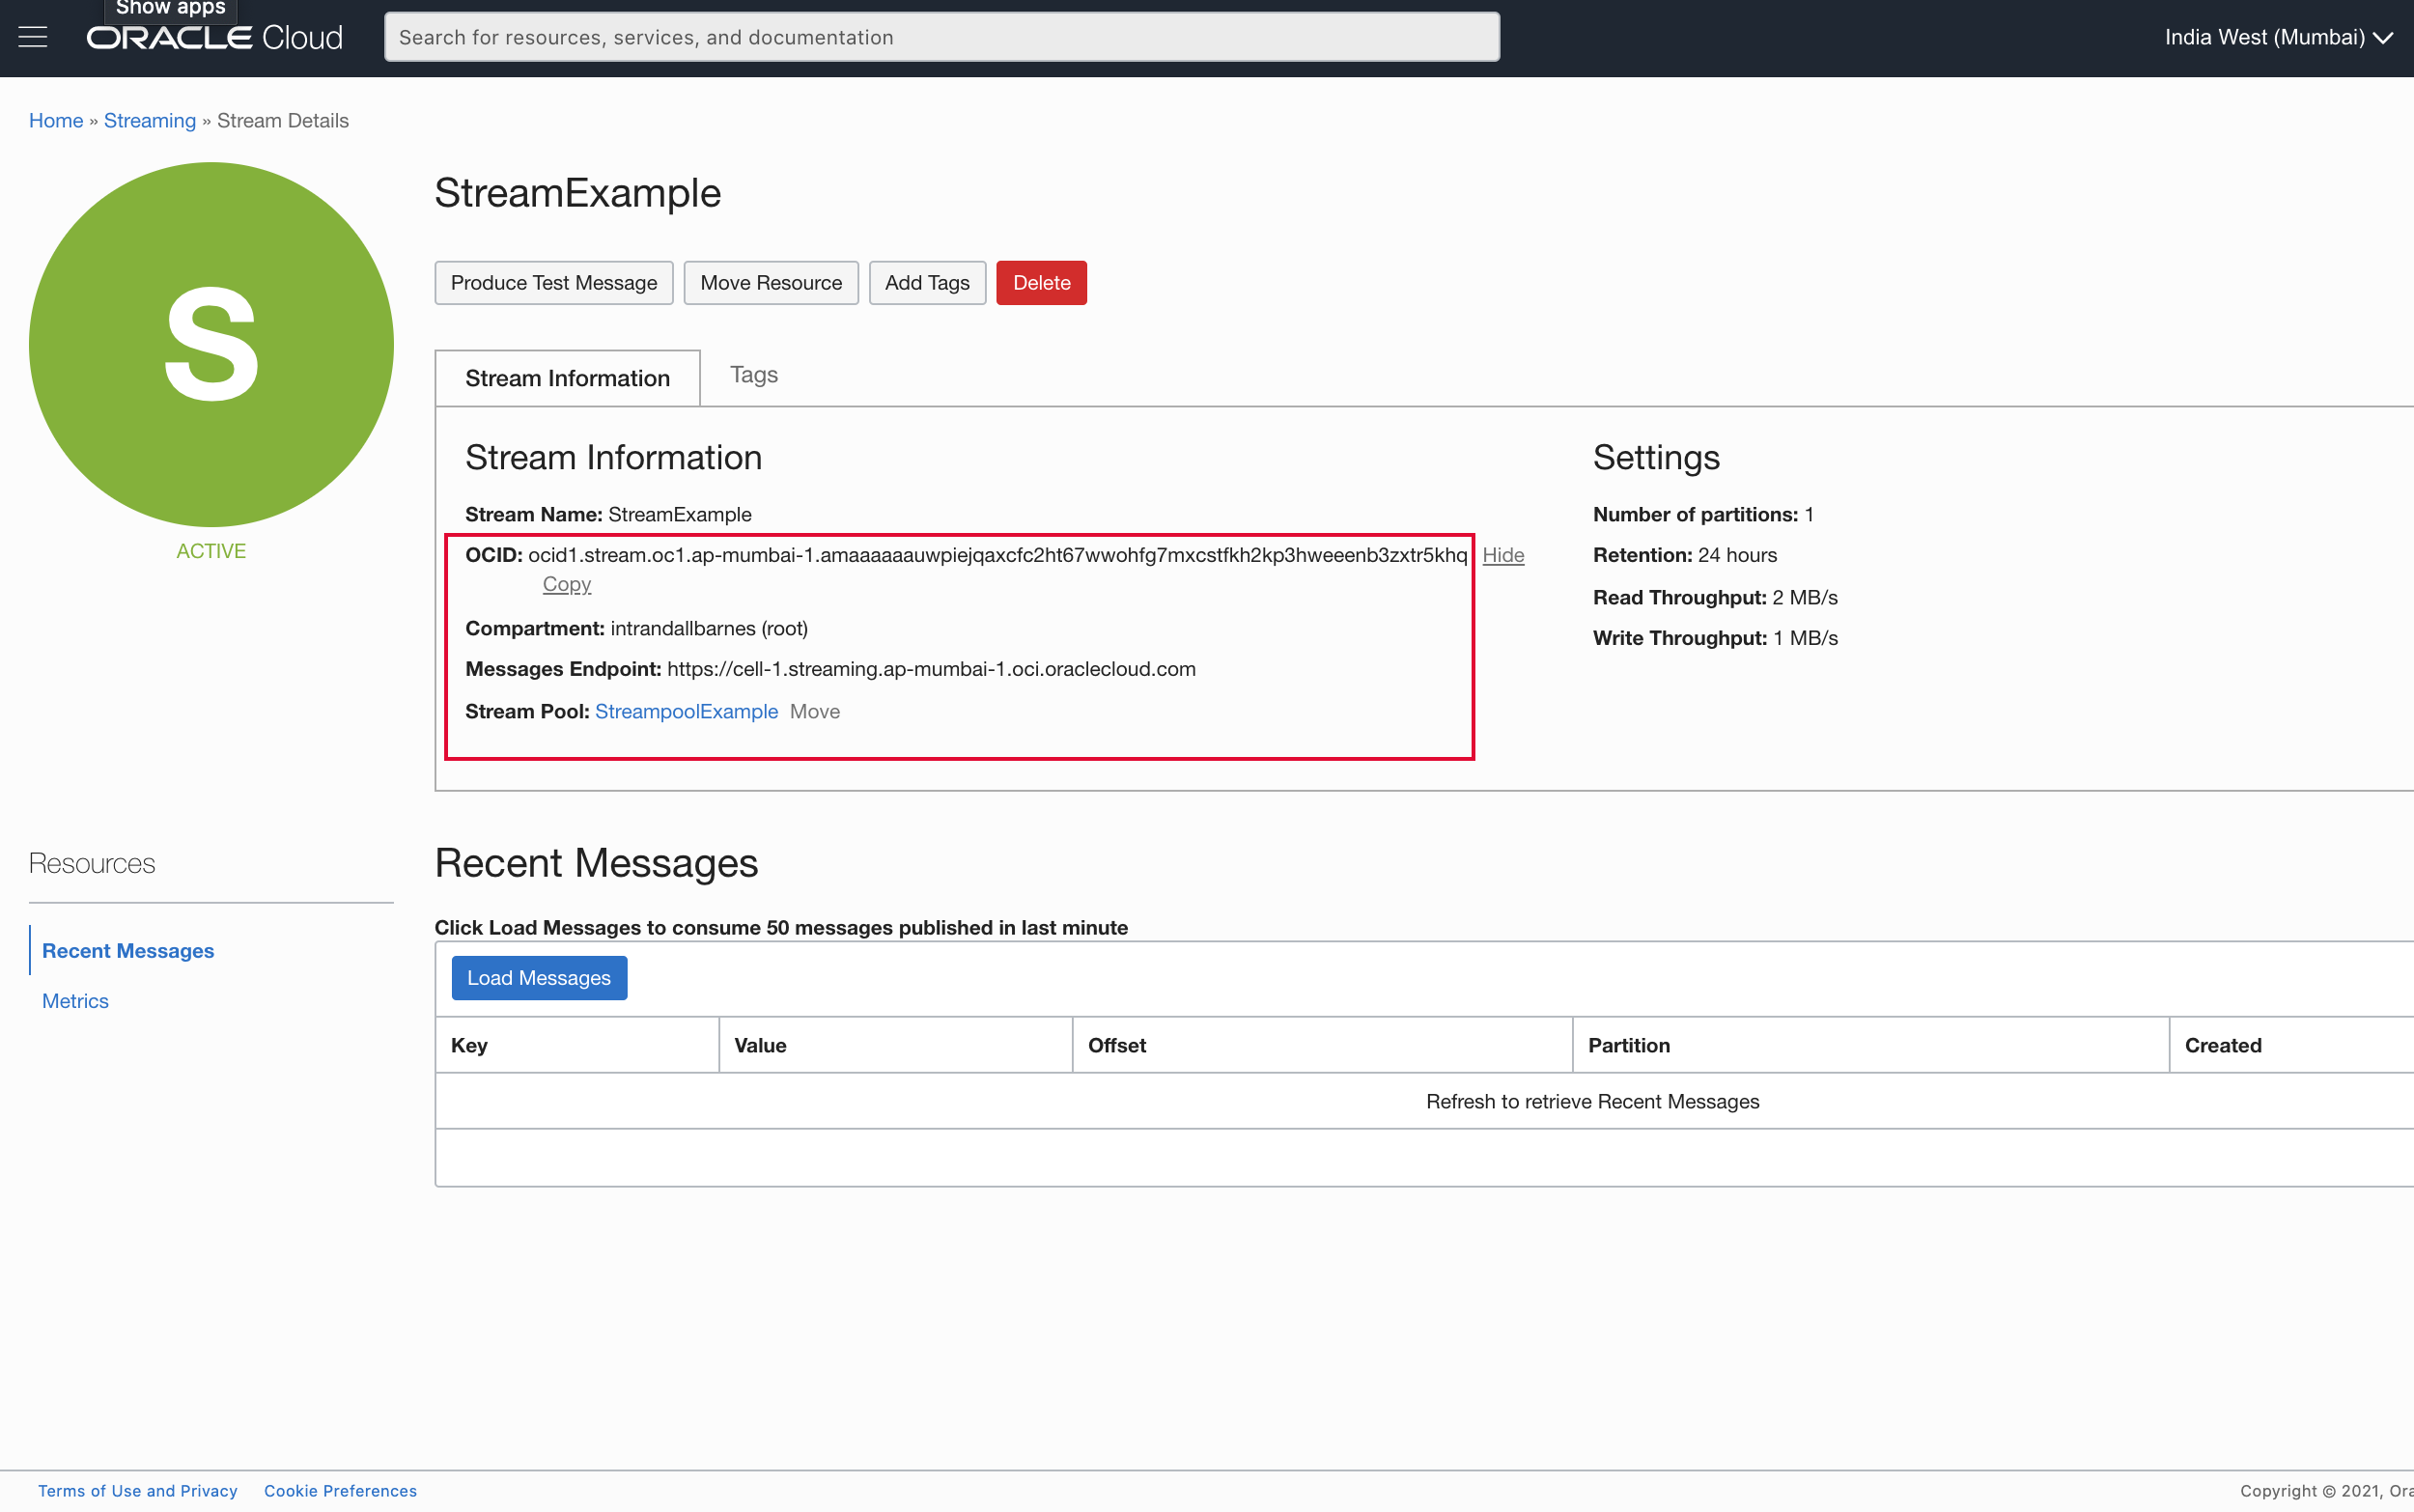 Show apps
ORACLE Cloud
Search for resources, services, and documentation
India West (Mumbai)
Home » Streaming » Stream Details
S
ACTIVE
StreamExample
Produce Test Message
Move Resource
Add Tags
Delete
Stream Information
Tags
Stream Information
Stream Name: StreamExample
OCID: ocid1.stream.oc1.ap-mumbai-1.amaaaaaauwpiejqaxcfc2ht67wwohfg7mxcstfkh2kp3hweeenb3zxtr5khq Hide
Copy
Compartment: intrandallbarnes (root)
Messages Endpoint: https://cell-1.streaming.ap-mumbai-1.oci.oraclecloud.com
Stream Pool: StreampoolExample Move
Settings
Number of partitions: 1
Retention: 24 hours
Read Throughput: 2 MB/s
Write Throughput: 1 MB/s
Resources
Recent Messages
Metrics
Recent Messages
Click Load Messages to consume 50 messages published in last minute
Load Messages
Key Value Offset Partition Created
Refresh to retrieve Recent Messages
Terms of Use and Privacy Cookie Preferences
Copyright © 2021,